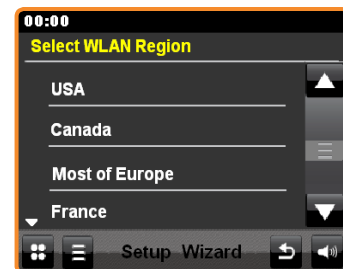 00:00
Select WLAN Region
USA
Canada
Most of Europe
France
Setup Wizard